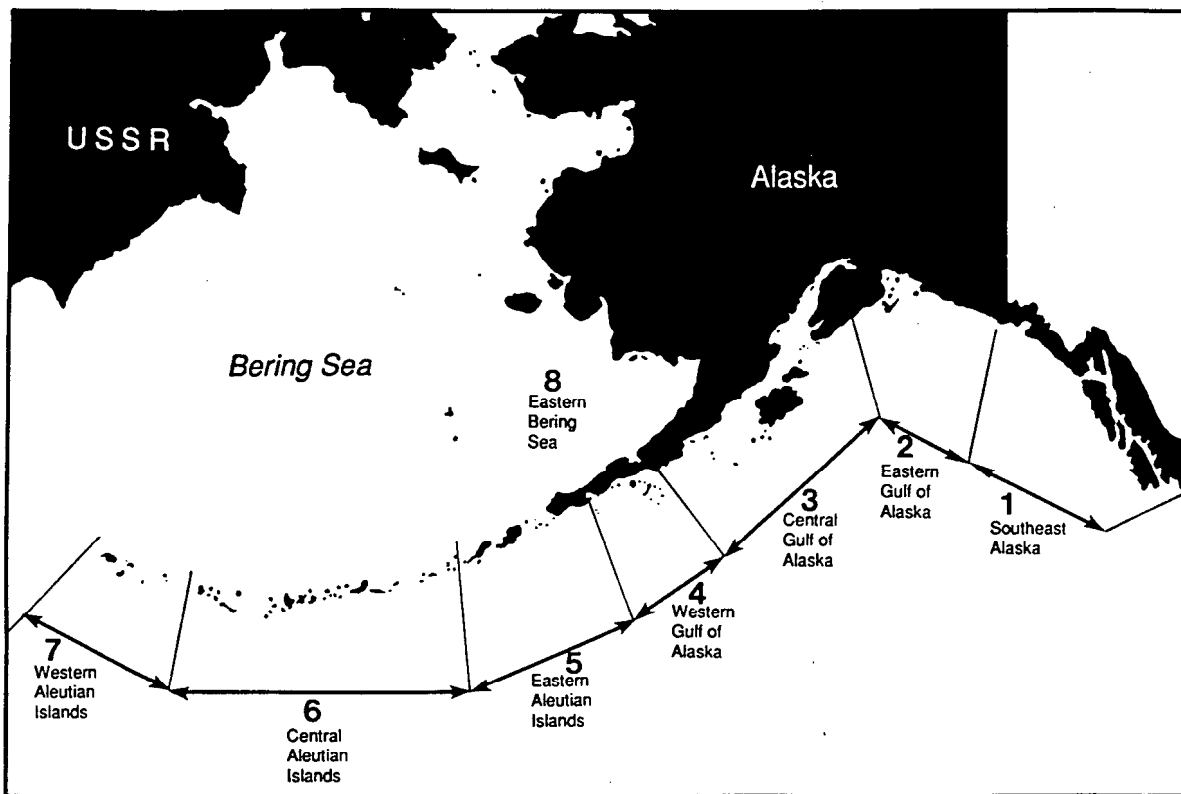 USSR
Alaska
Bering Sea
8
Eastern
Bering
Sea
2
Eastern
Gulf of
Alaska
1
Southeast
Alaska
3
Central
Gulf of
Alaska
4
Western
Gulf of
Alaska
5
Eastern
Aleutian
Islands
6
Central
Aleutian
Islands
7
Western
Aleutian
Islands